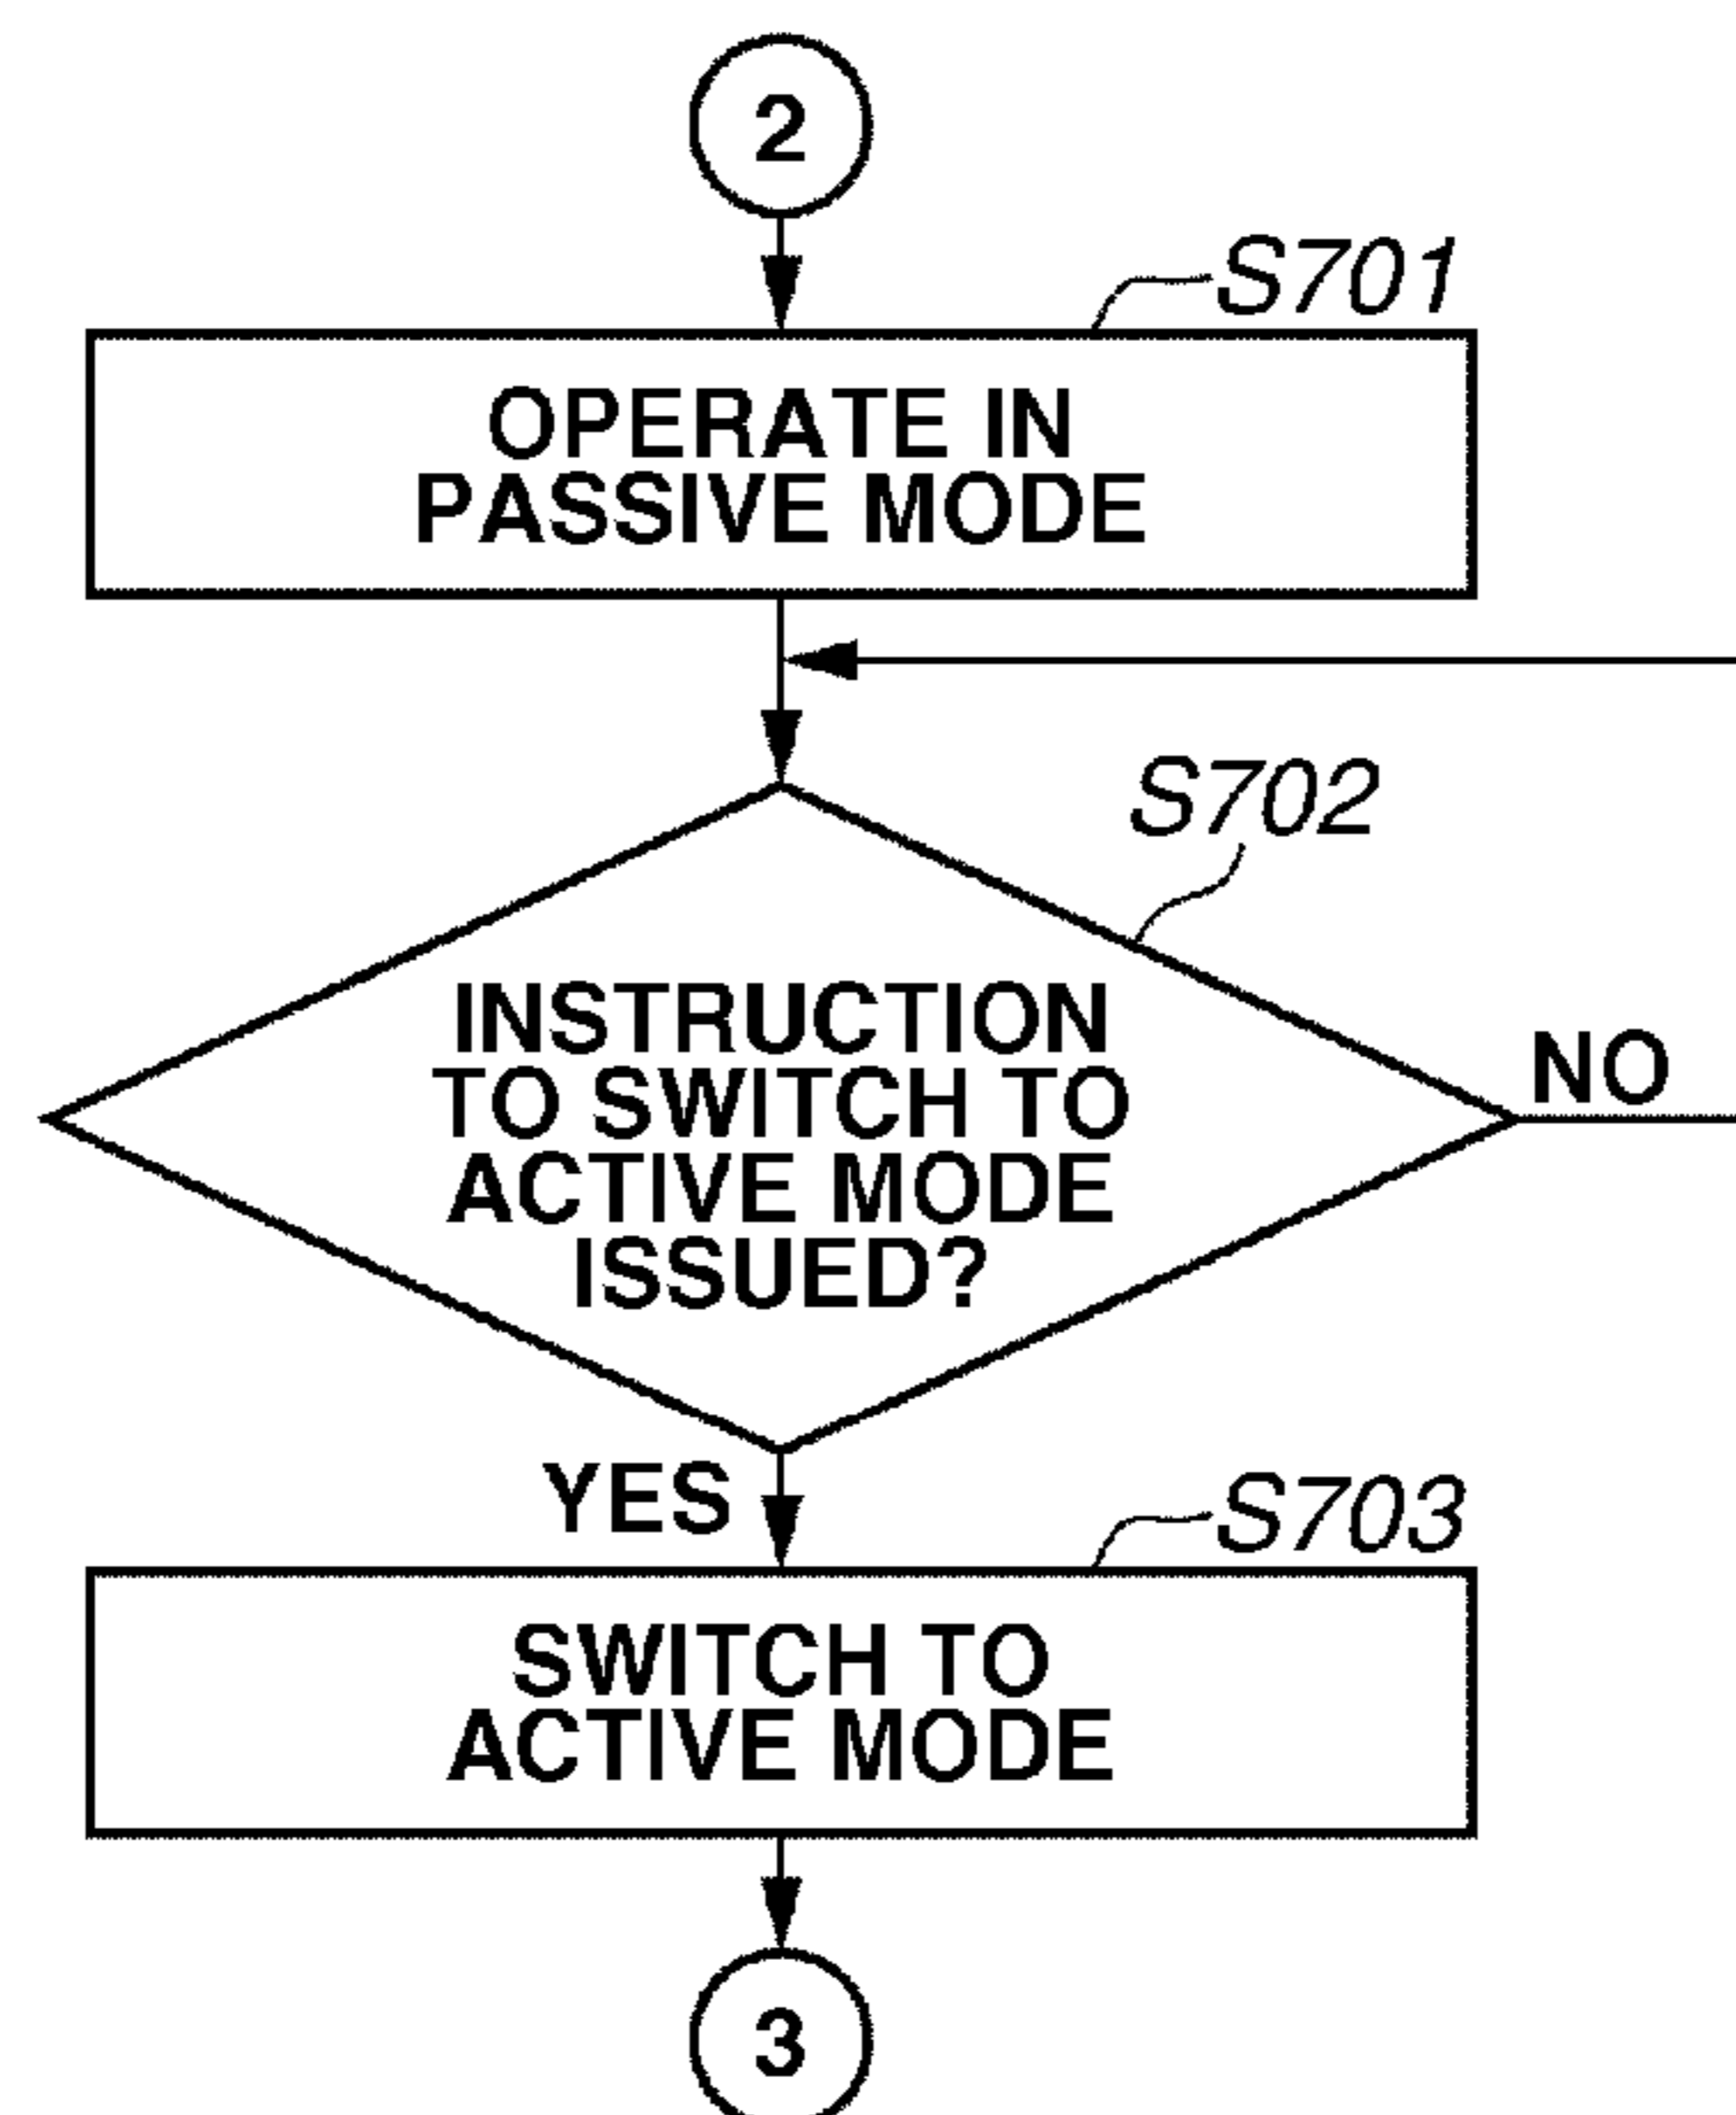 2
S701
OPERATE IN
PASSIVE MODE
S702
INSTRUCTION
TO SWITCH TO
ACTIVE MODE
ISSUED?
NO
YES
S703
SWITCH TO
ACTIVE MODE
3